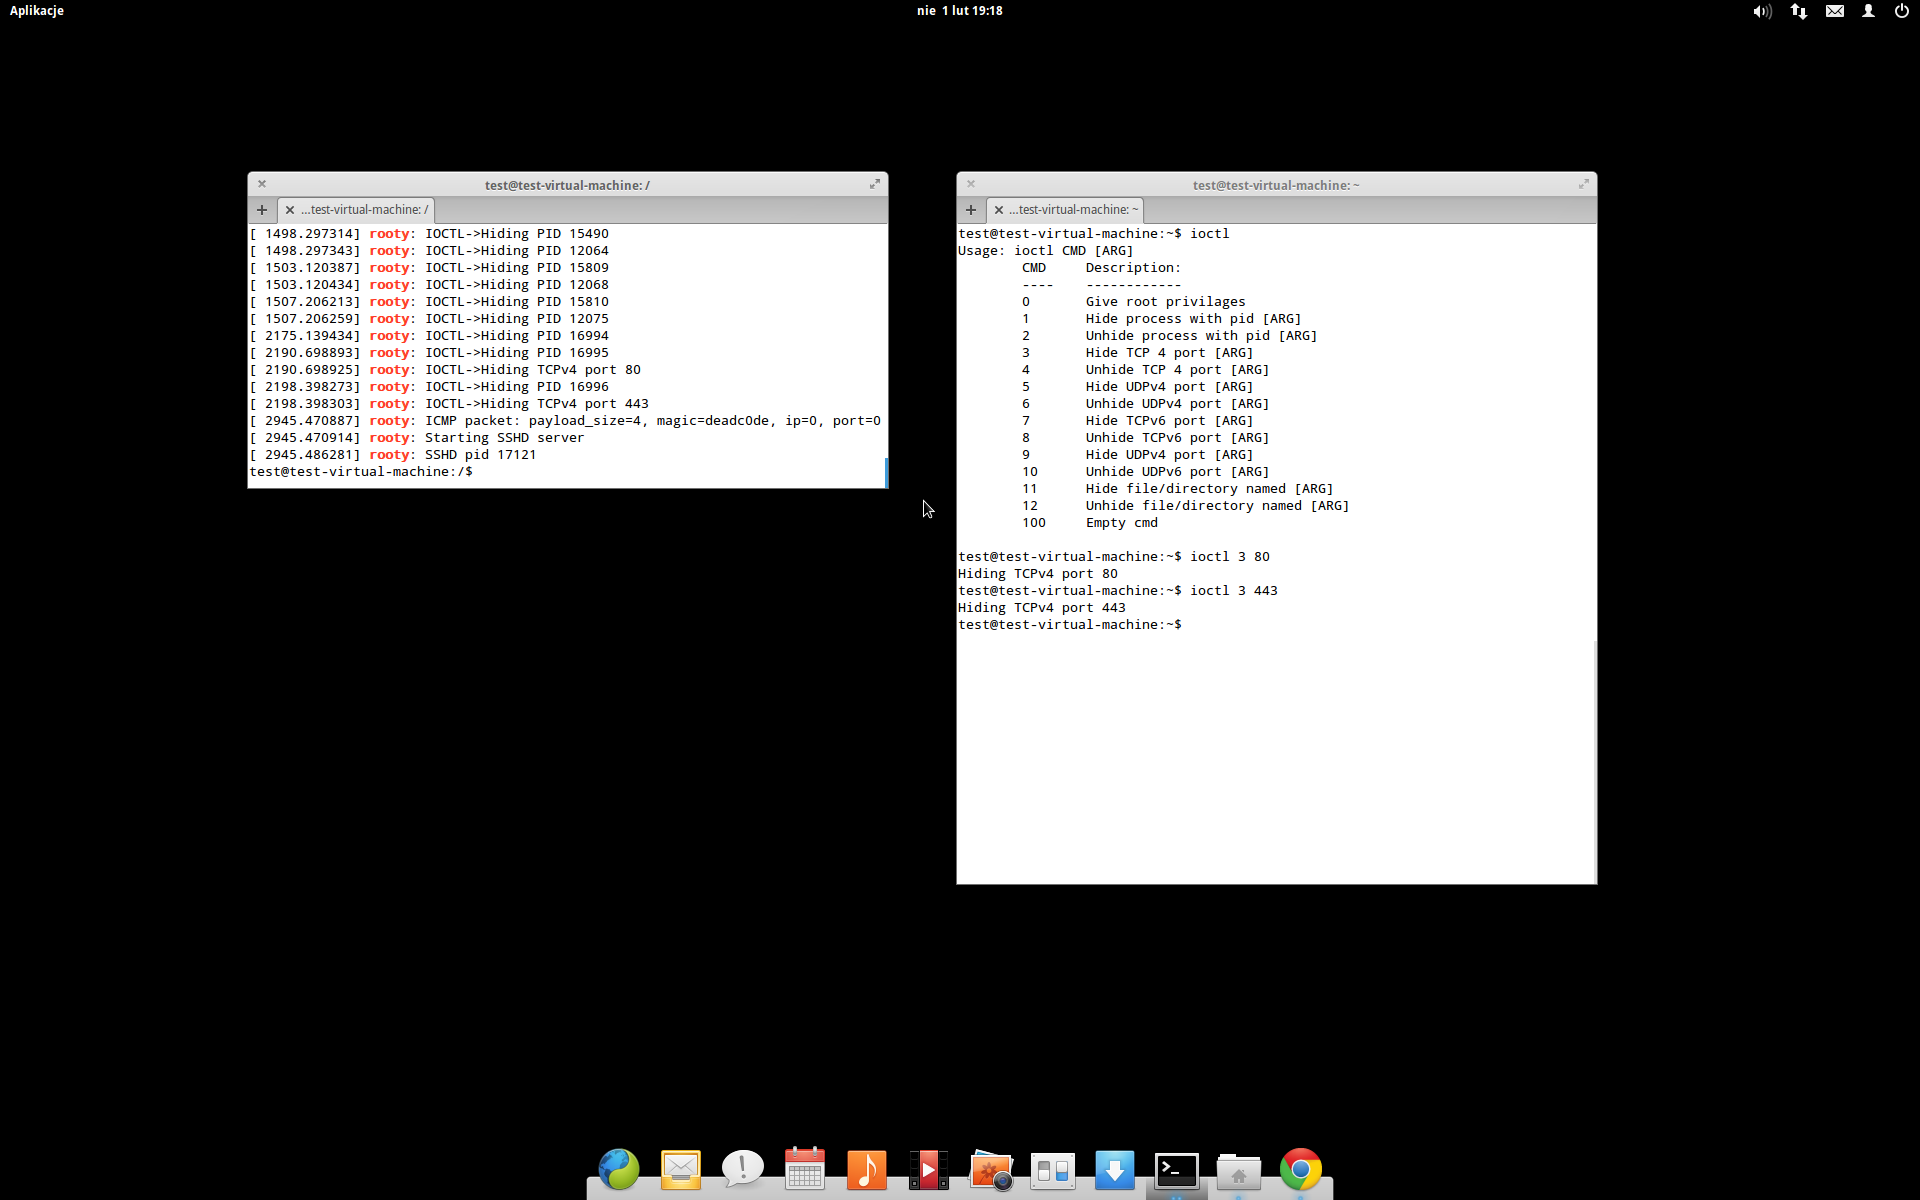 Aplikacje
nie 1 lut 19:18
test@test-virtual-machine: /
...test-virtual-machine: /
[ 1498.297314] rooty: IOCTL->Hiding PID 15490
[ 1498.297343] rooty: IOCTL->Hiding PID 12064
[ 1503.120387] rooty: IOCTL->Hiding PID 15809
[ 1503.120434] rooty: IOCTL->Hiding PID 12068
[ 1507.206213] rooty: IOCTL->Hiding PID 15810
[ 1507.206259] rooty: IOCTL->Hiding PID 12075
[ 2175.139434] rooty: IOCTL->Hiding PID 16994
[ 2190.698893] rooty: IOCTL->Hiding PID 16995
[ 2190.698925] rooty: IOCTL->Hiding TCPv4 port 80
[ 2198.398273] rooty: IOCTL->Hiding PID 16996
[ 2198.398303] rooty: IOCTL->Hiding TCPv4 port 443
[ 2945.470887] rooty: ICMP packet: payload_size=4, magic=deadc0de, ip=0, port=0
[ 2945.470914] rooty: Starting SSHD server
[ 2945.486281] rooty: SSHD pid 17121
test@test-virtual-machine:/$
test@test-virtual-machine: ~
...test-virtual-machine: ~
test@test-virtual-machine:~$ ioctl
Usage: ioctl CMD [ARG]
CMD Description:
---- ------------
0 Give root privilages
1 Hide process with pid [ARG]
2 Unhide process with pid [ARG]
3 Hide TCP 4 port [ARG]
4 Unhide TCP 4 port [ARG]
5 Hide UDPv4 port [ARG]
6 Unhide UDPv4 port [ARG]
7 Hide TCPv6 port [ARG]
8 Unhide TCPv6 port [ARG]
9 Hide UDPv4 port [ARG]
10 Unhide UDPv6 port [ARG]
11 Hide file/directory named [ARG]
12 Unhide file/directory named [ARG]
100 Empty cmd
test@test-virtual-machine:~$ ioctl 3 80
Hiding TCPv4 port 80
test@test-virtual-machine:~$ ioctl 3 443
Hiding TCPv4 port 443
test@test-virtual-machine:~$